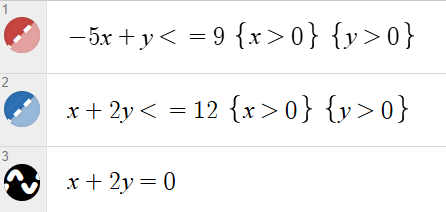 1
−5x + y < = 9 {x > 0} {y > 0}
2
x + 2y < = 12 {x > 0} {y > 0}
3
x + 2y = 0